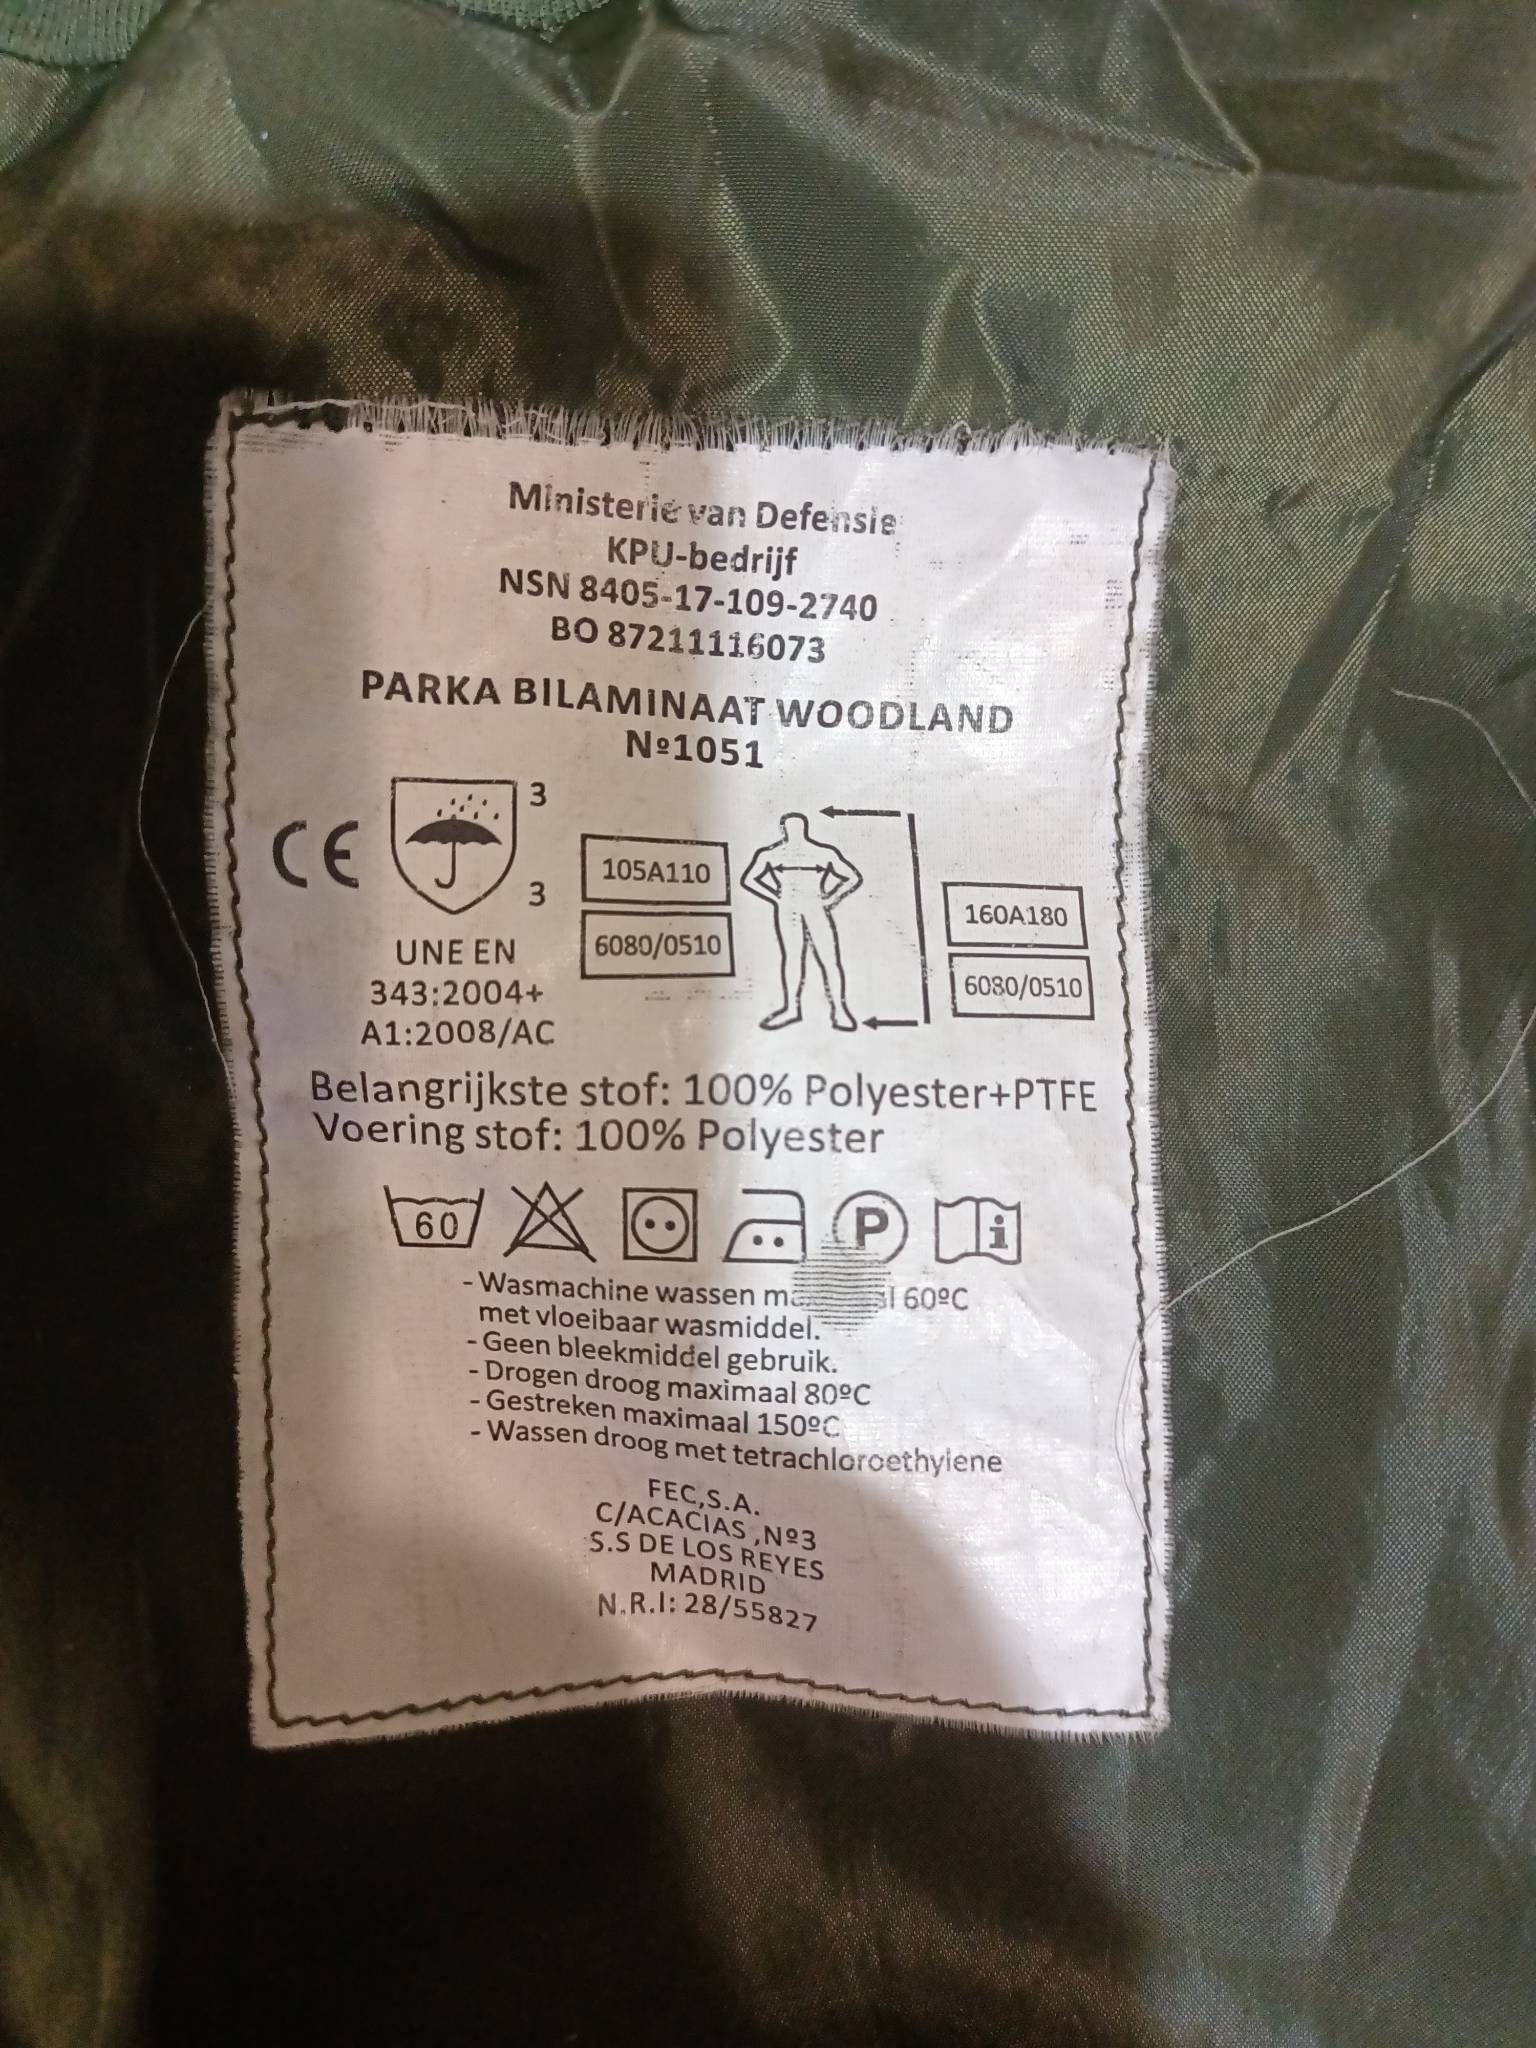 Ministerie van Defensie
KPU-bedrijf
NSN 8405-17-109-2740
BO 87211116073
PARKA BILAMINAAT WOODLAND
Nº1051
CE
3
3
UNE EN
343:2004+
A1:2008/AC
105A110
6080/0510
160A180
6080/0510
Belangrijkste stof: 100% Polyester+PTFE
Voering stof: 100% Polyester
60
P
i
- Wasmachine wassen 60ºC
met vloeibaar wasmiddel.
- Geen bleekmiddel gebruik.
- Drogen droog maximaal 80ºC
- Gestreken maximaal 150ºC
- Wassen droog met tetrachloroethylene
FEC,S.A.
C/ACACIAS ,Nº3
S.S DE LOS REYES
MADRID
N.R.I: 28/55827